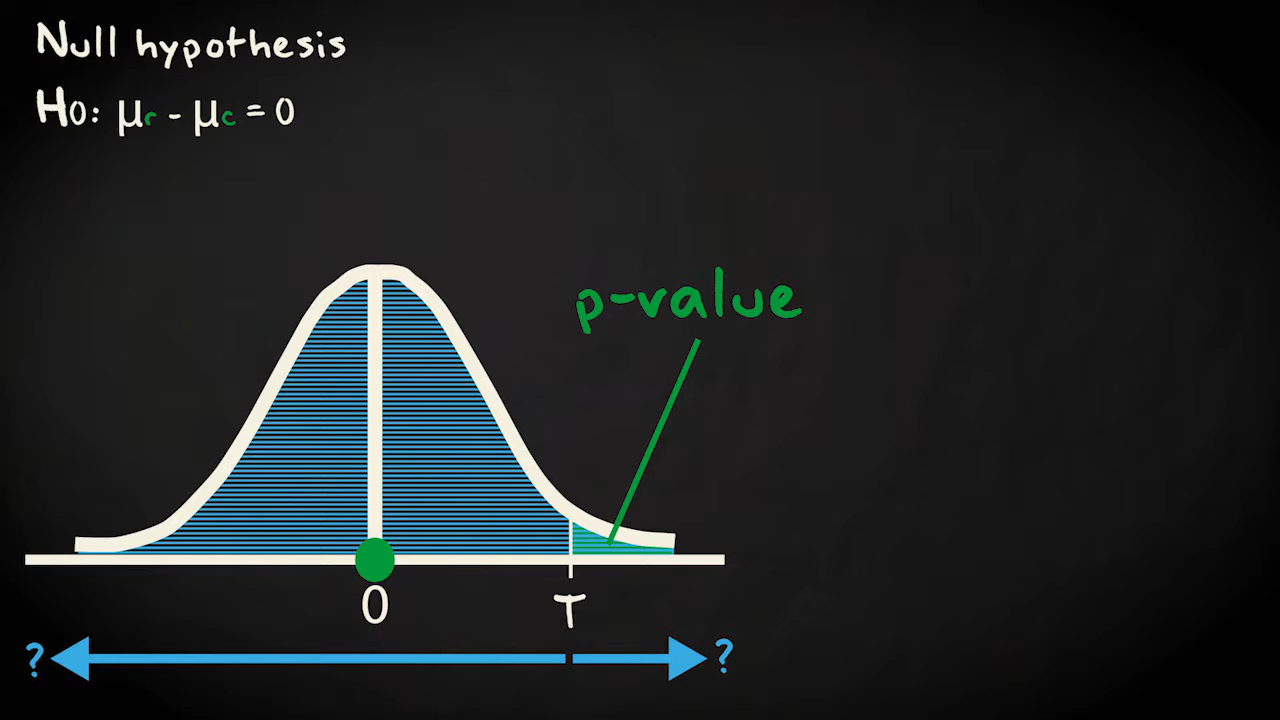 Null hypothesis
H0: μr - μc = 0
p-value
0
T
?
?